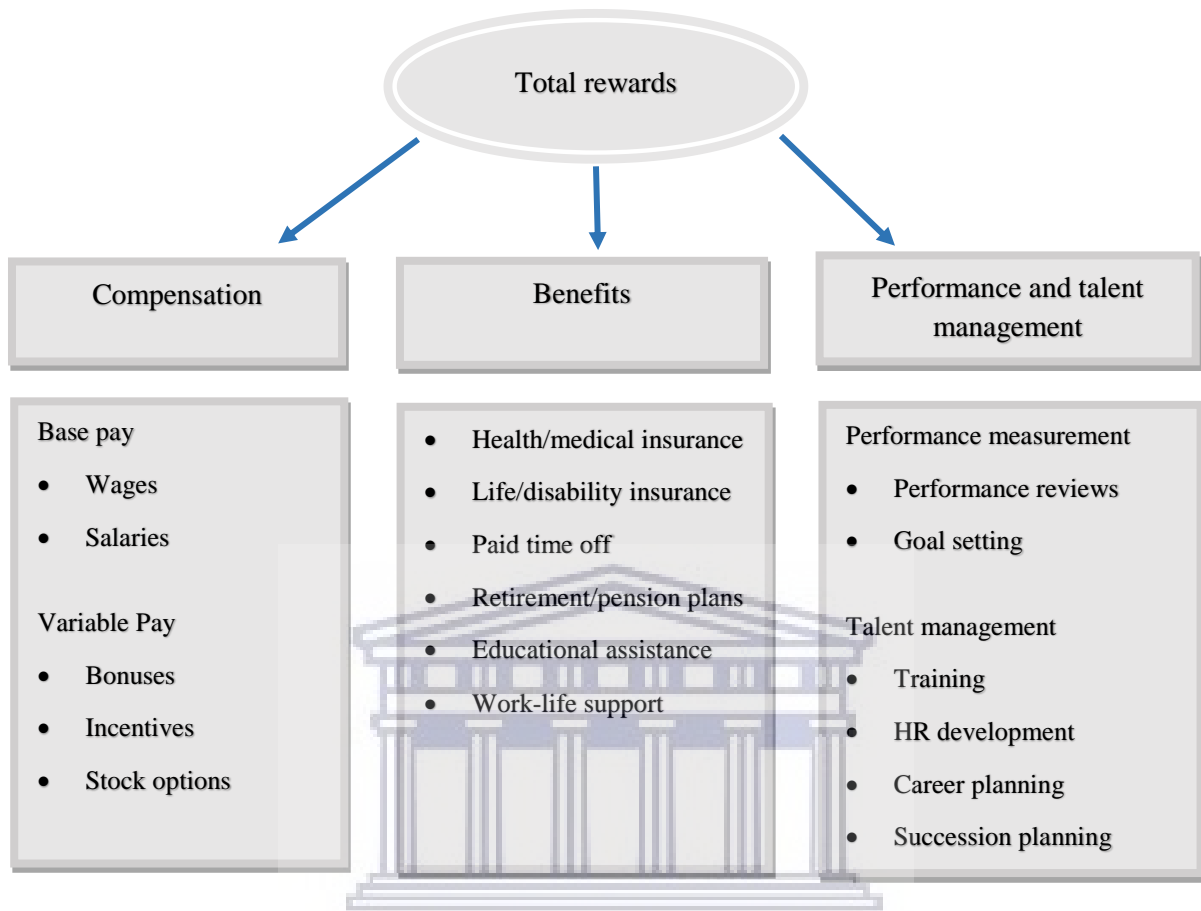 Total rewards
Compensation
Benefits
Performance and talent
management
Base pay
• Wages
• Salaries
Variable Pay
• Bonuses
• Incentives
• Stock options
• Health/medical insurance
• Life/disability insurance
• Paid time off
• Retirement/pension plans
• Educational assistance
• Work-life support
Performance measurement
• Performance reviews
• Goal setting
Talent management
• Training
• HR development
• Career planning
• Succession planning